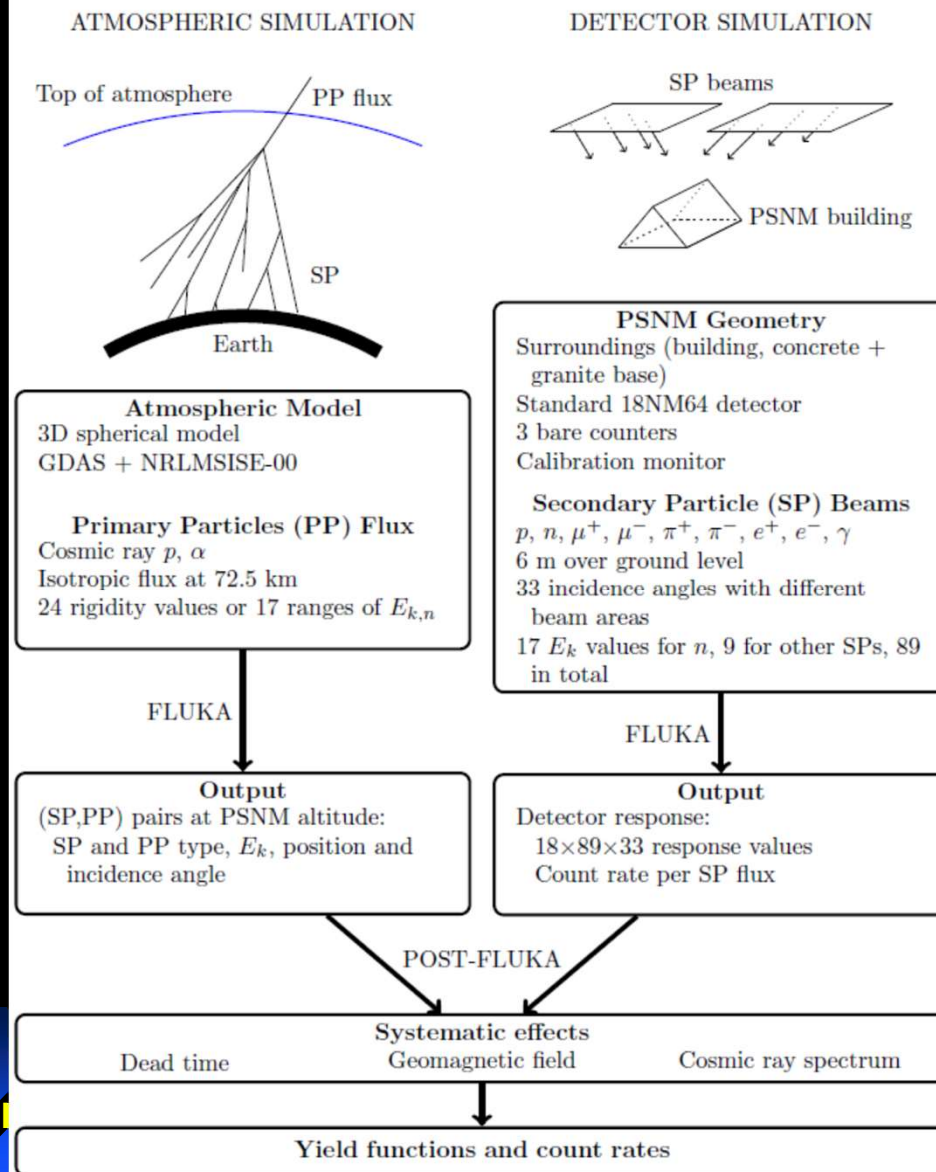 ATMOSPHERIC SIMULATION
Top of atmosphere
PP flux
SP
Earth
Atmospheric Model
3D spherical model
GDAS + NRLMSISE-00
Primary Particles (PP) Flux
Cosmic ray p, α
Isotropic flux at 72.5 km
24 rigidity values or 17 ranges of E_{k,n}
FLUKA
Output
(SP,PP) pairs at PSNM altitude:
SP and PP type, E_k, position and
incidence angle
DETECTOR SIMULATION
SP beams
PSNM building
PSNM Geometry
Surroundings (building, concrete +
granite base)
Standard 18NM64 detector
3 bare counters
Calibration monitor
Secondary Particle (SP) Beams
p, n, μ⁺, μ⁻, π⁺, π⁻, e⁺, e⁻, γ
6 m over ground level
33 incidence angles with different
beam areas
17 E_k values for n, 9 for other SPs, 89
in total
FLUKA
Output
Detector response:
18×89×33 response values
Count rate per SP flux
POST-FLUKA
Systematic effects
Dead time Geomagnetic field Cosmic ray spectrum
Yield functions and count rates